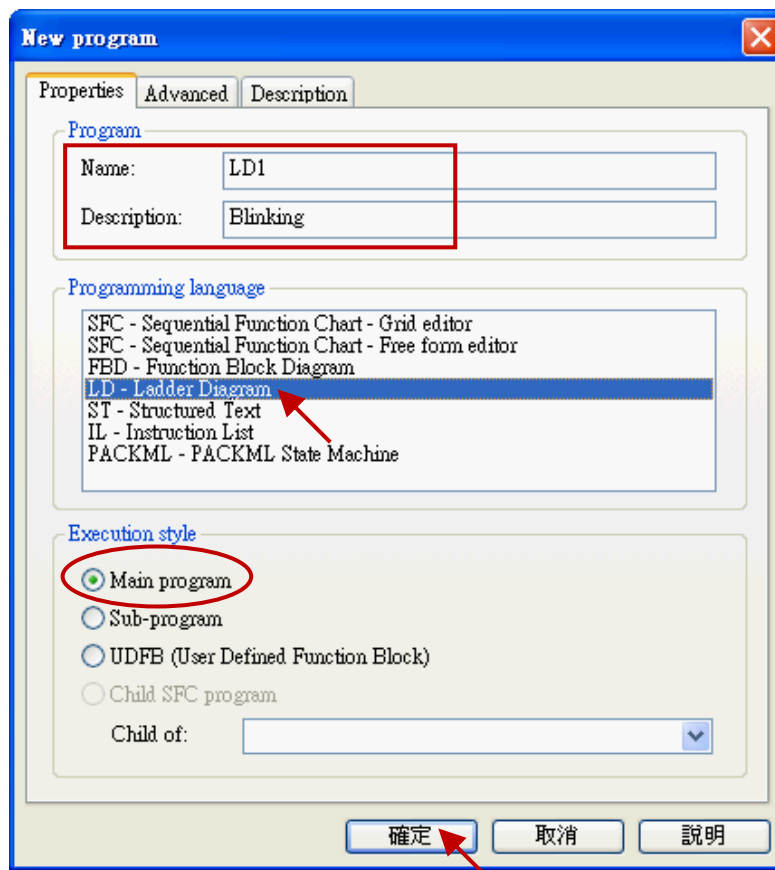 New program
Properties Advanced Description
Program
Name: LD1
Description: Blinking
Programming language
SFC - Sequential Function Chart - Grid editor
SFC - Sequential Function Chart - Free form editor
FBD - Function Block Diagram
LD - Ladder Diagram
ST - Structured Text
IL - Instruction List
PACKML - PACKML State Machine
Execution style
Main program
Sub-program
UDFB (User Defined Function Block)
Child SFC program
Child of:
確定 取消 說明